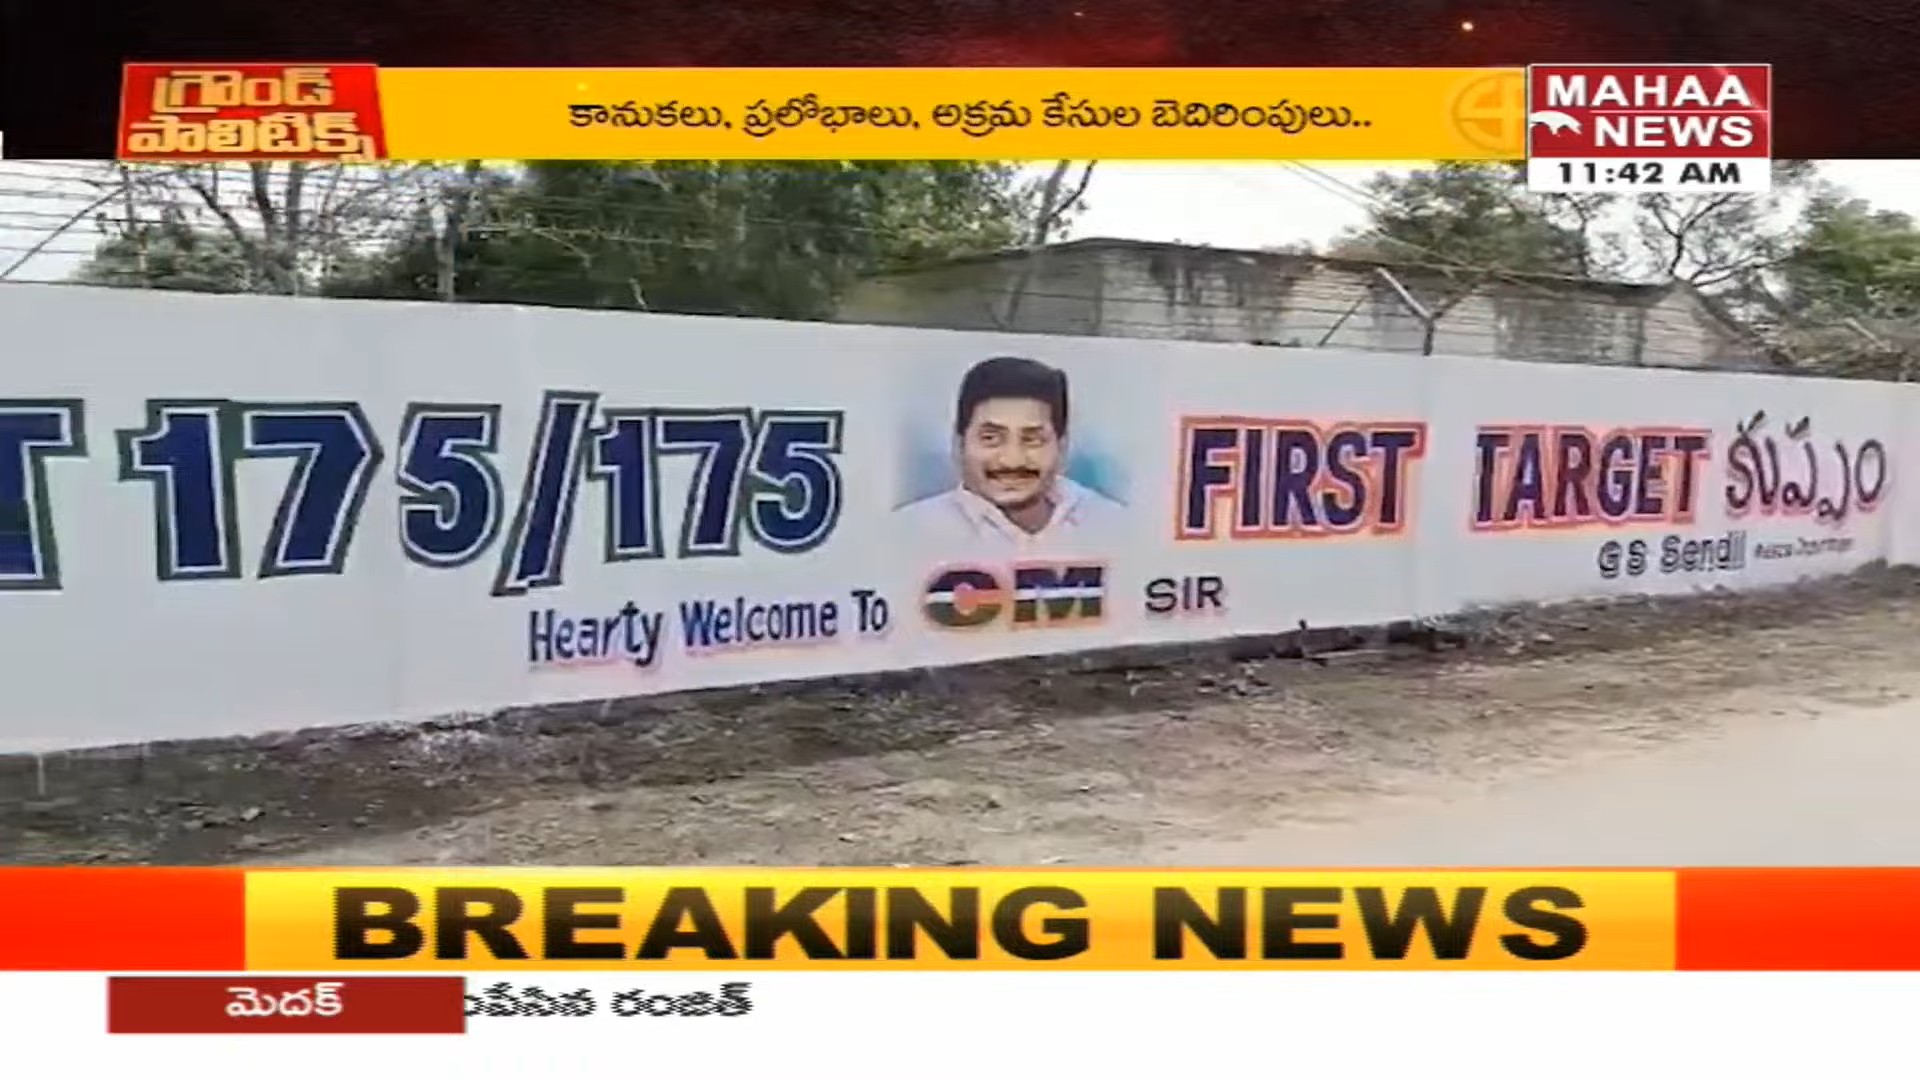 గ్రౌండ్
పాలిటిక్స్
కానుకలు, ప్రలోభాలు, అక్రమ కేసుల బెదిరింపులు..
MAHAA
NEWS
11:42 AM
T 175/175
FIRST TARGET కుప్పం
GS Sendil
Hearty Welcome To CM SIR
BREAKING NEWS
మెదక్
రంజిత్